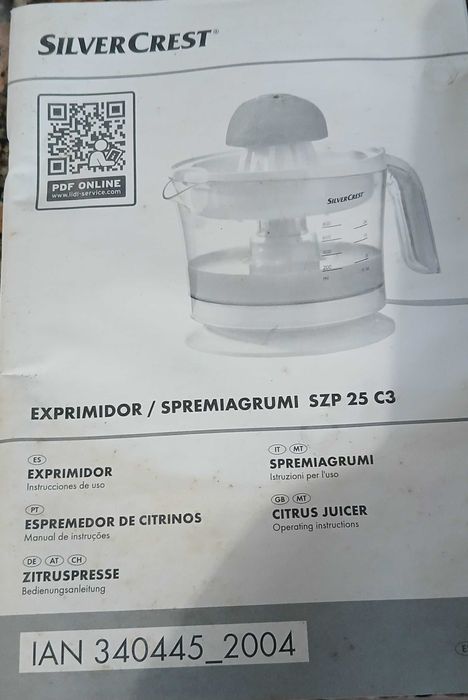 SILVERCREST®
PDF ONLINE
www.lidl-service.com
SILVERCREST
EXPRIMIDOR / SPREMIAGRUMI SZP 25 C3
ES
EXPRIMIDOR
Instrucciones de uso
PT
ESPREMEDOR DE CITRINOS
Manual de instruções
DE AT CH
ZITRUSPRESSE
Bedienungsanleitung
IT MT
SPREMIAGRUMI
Istruzioni per l'uso
GB MT
CITRUS JUICER
Operating instructions
IAN 340445_2004